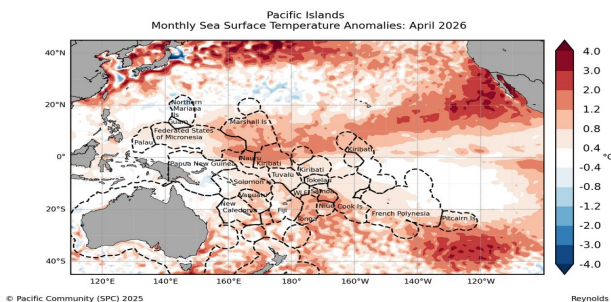 Pacific Islands
Monthly Sea Surface Temperature Anomalies: April 2026
40°N
20°N
0°
20°S
40°S
120°E
140°E
160°E
180°
160°W
140°W
120°W
Northern
Mariana
Is
Guam
Marshall Is
Federated States
of Micronesia
Palau
Nauru
Kiribati
Kiribati
Kiribati
Papua New Guinea
Tuvalu
Tokelau
Solomon Is
Vanuatu
New
Caledonia
Fiji
Tonga
Niue
Cook Is
French Polynesia
Pitcairn Is
4.0
3.0
2.0
1.2
0.8
0.4
-0.4
-0.8
-1.2
-2.0
-3.0
-4.0
© Pacific Community (SPC) 2025
Reynolds